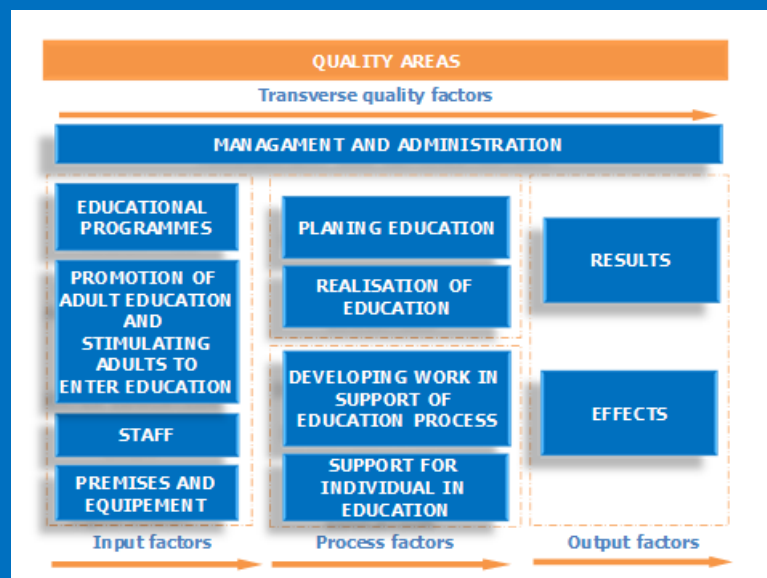 QUALITY AREAS
Transverse quality factors
MANAGAMENT AND ADMINISTRATION
EDUCATIONAL
PROGRAMMES
PROMOTION OF
ADULT EDUCATION
AND
STIMULATING
ADULTS TO
ENTER EDUCATION
STAFF
PREMISES AND
EQUIPEMENT
Input factors
PLANING EDUCATION
REALISATION OF
EDUCATION
DEVELOPING WORK IN
SUPPORT OF
EDUCATION PROCESS
SUPPORT FOR
INDIVIDUAL IN
EDUCATION
Process factors
RESULTS
EFFECTS
Output factors